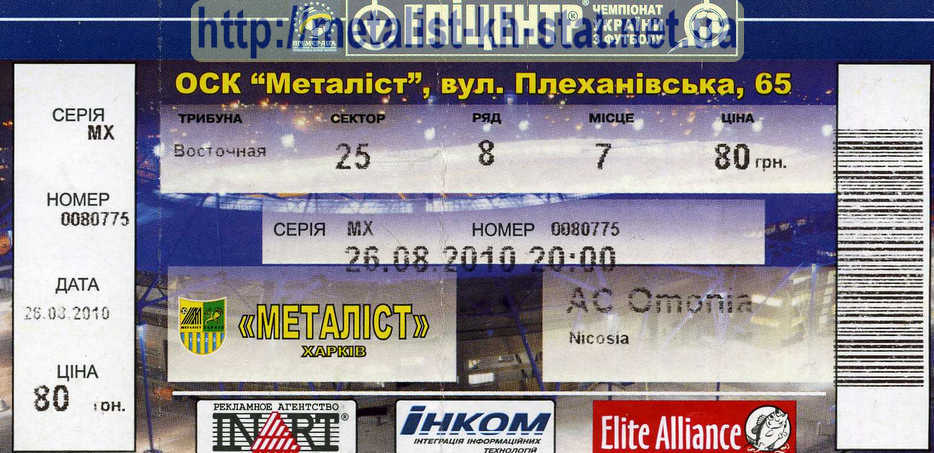 http://metalist-kh-stat.net.ua
ЕПІЦЕНТР®
ЧЕМПІОНАТ
УКРАЇНИ
З ФУТБОЛУ
ОСК “Металіст”, вул. Плеханівська, 65
СЕРІЯ
МХ
НОМЕР
0080775
ДАТА
26.08.2010
ЦІНА
80 грн.
ТРИБУНА СЕКТОР РЯД МІСЦЕ ЦІНА
Восточная 25 8 7 80 грн.
СЕРІЯ МХ НОМЕР 0080775
26.08.2010 20:00
МЕТАЛІСТ
«МЕТАЛІСТ»
ХАРКІВ
AC Omonia
Nicosia
РЕКЛАМНОЕ АГЕНТСТВО
INART®
ІНКОМ
ІНТЕГРАЦІЯ ІНФОРМАЦІЙНИХ
ТЕХНОЛОГІЙ
Elite Alliance